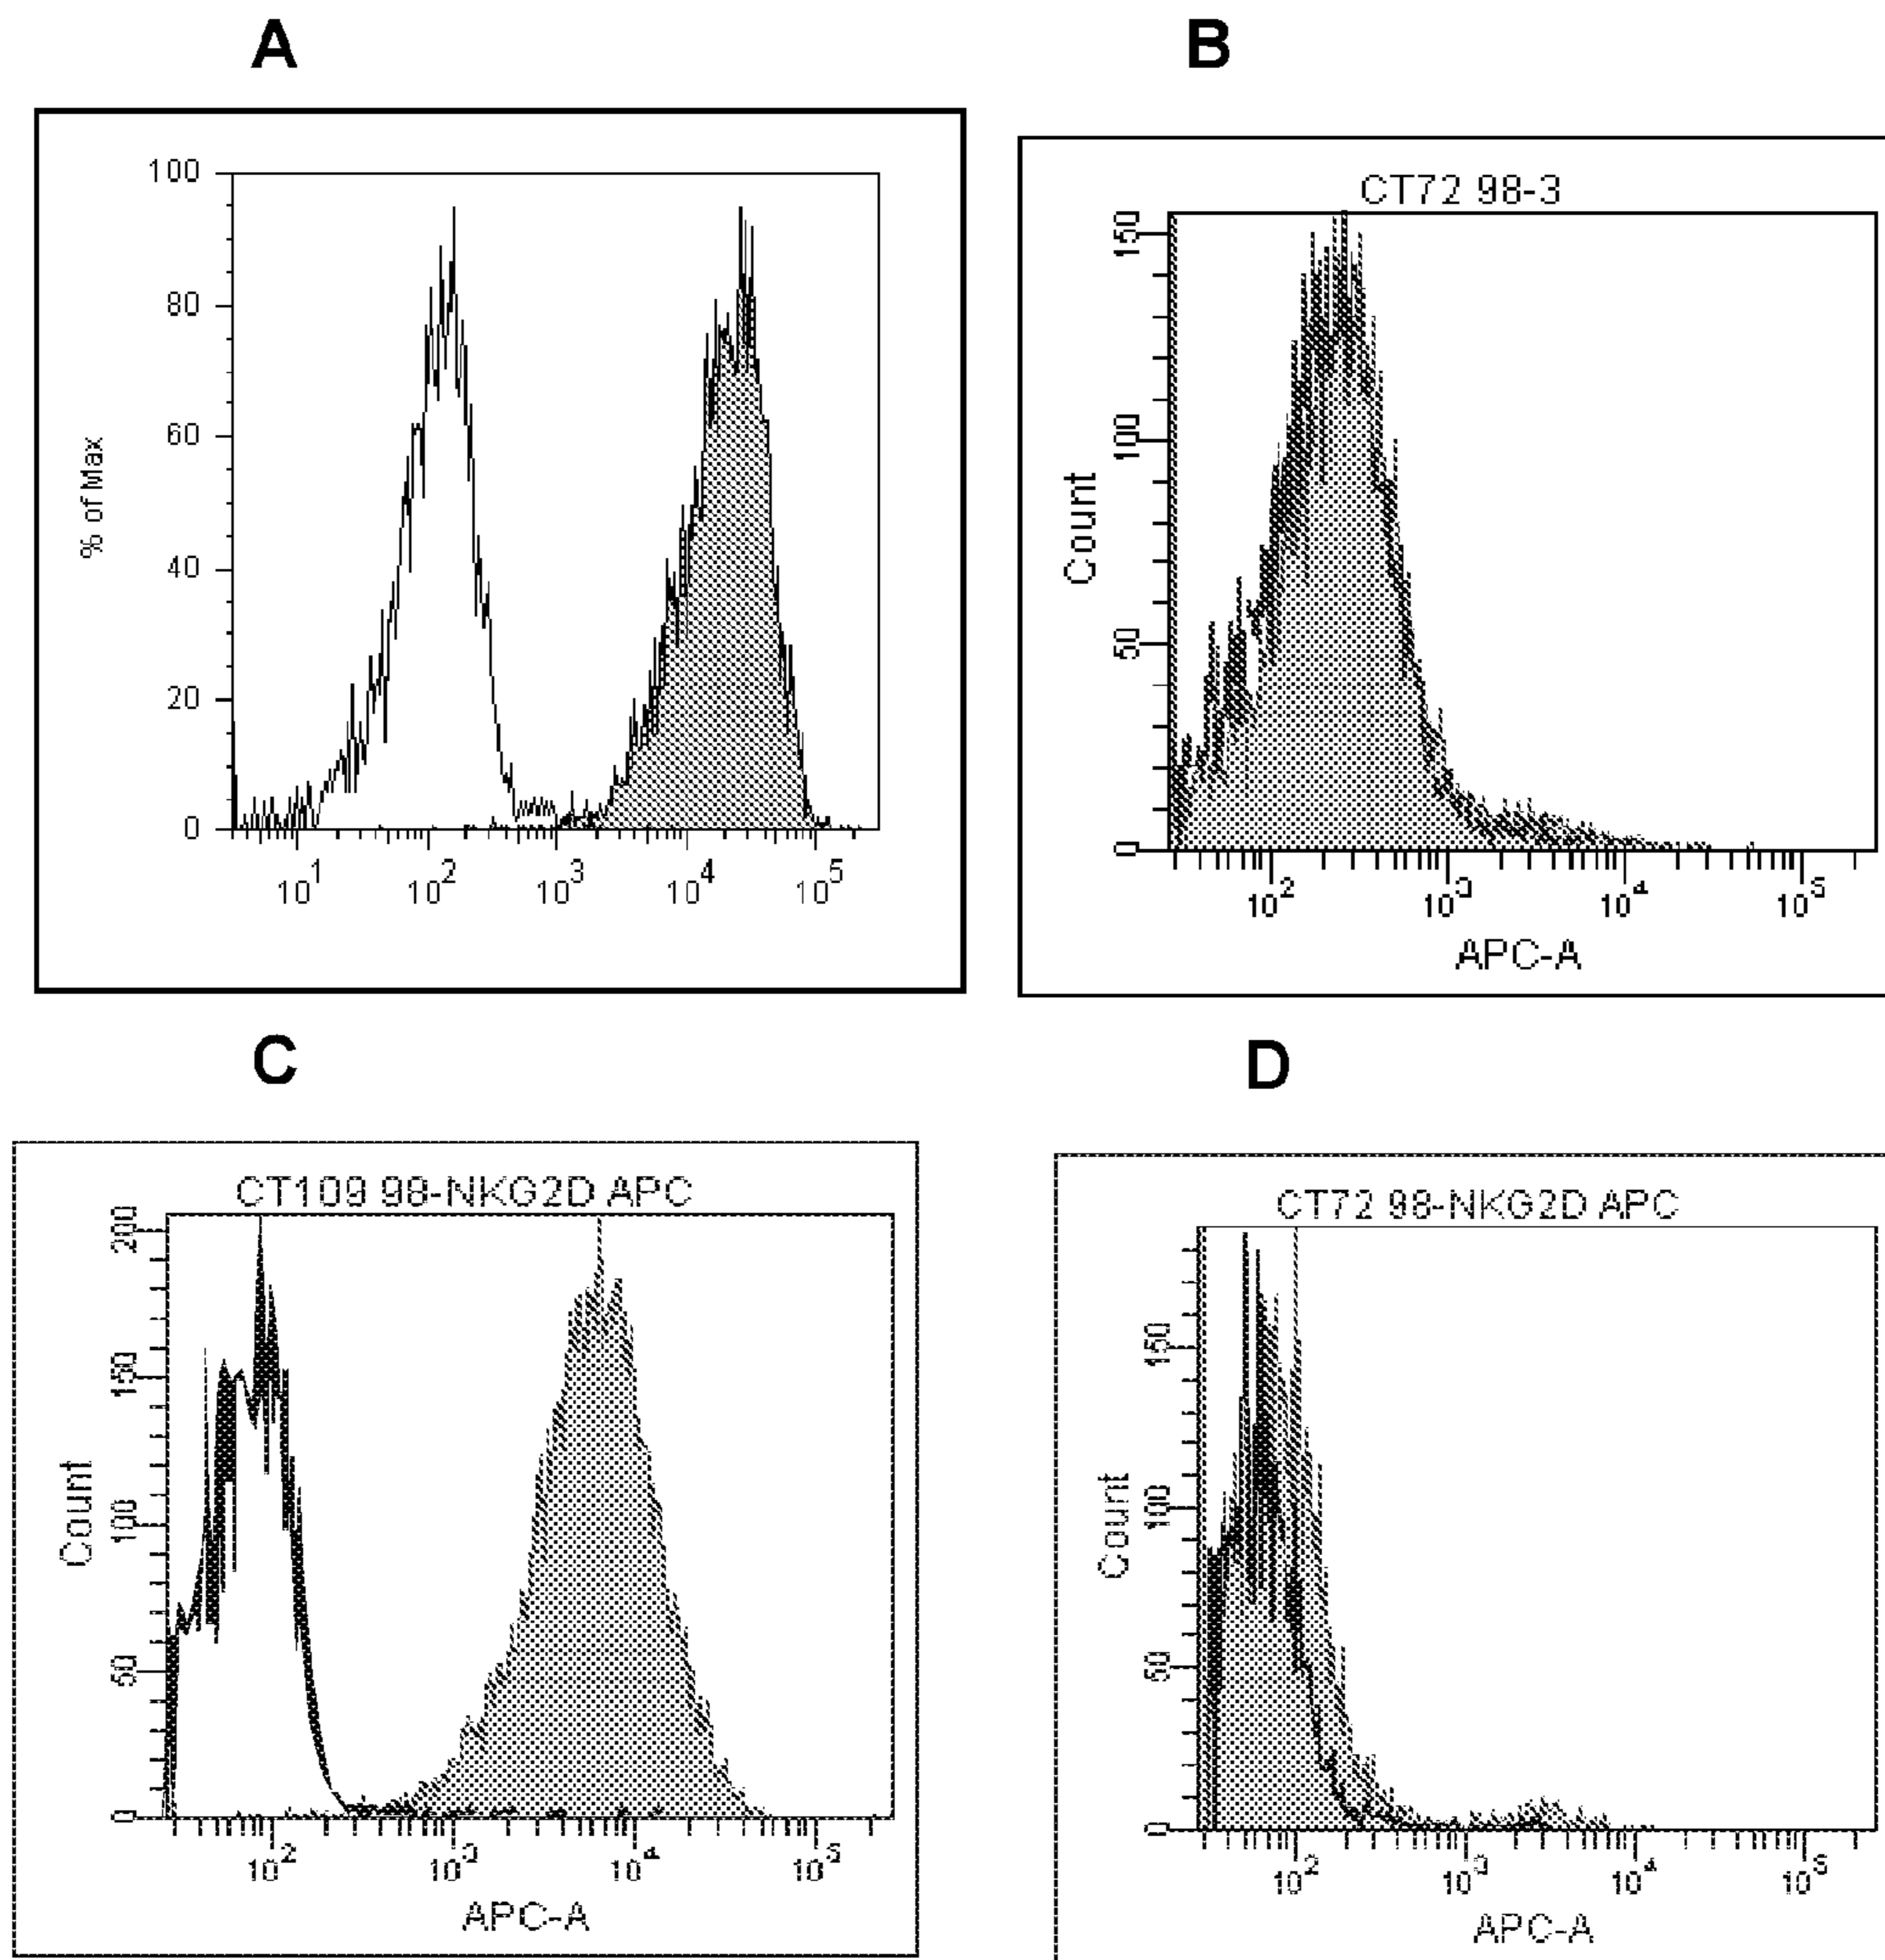 A
B
100
80
60
40
20
0
% of Max
10^1 10^2 10^3 10^4 10^5
CT72 98-3
150
100
50
0
Count
10^2 10^3 10^4 10^5
APC-A
C
D
CT109 98-NKG2D APC
200
150
100
50
0
Count
10^2 10^3 10^4 10^5
APC-A
CT72 98-NKG2D APC
150
100
50
0
Count
10^2 10^3 10^4 10^5
APC-A